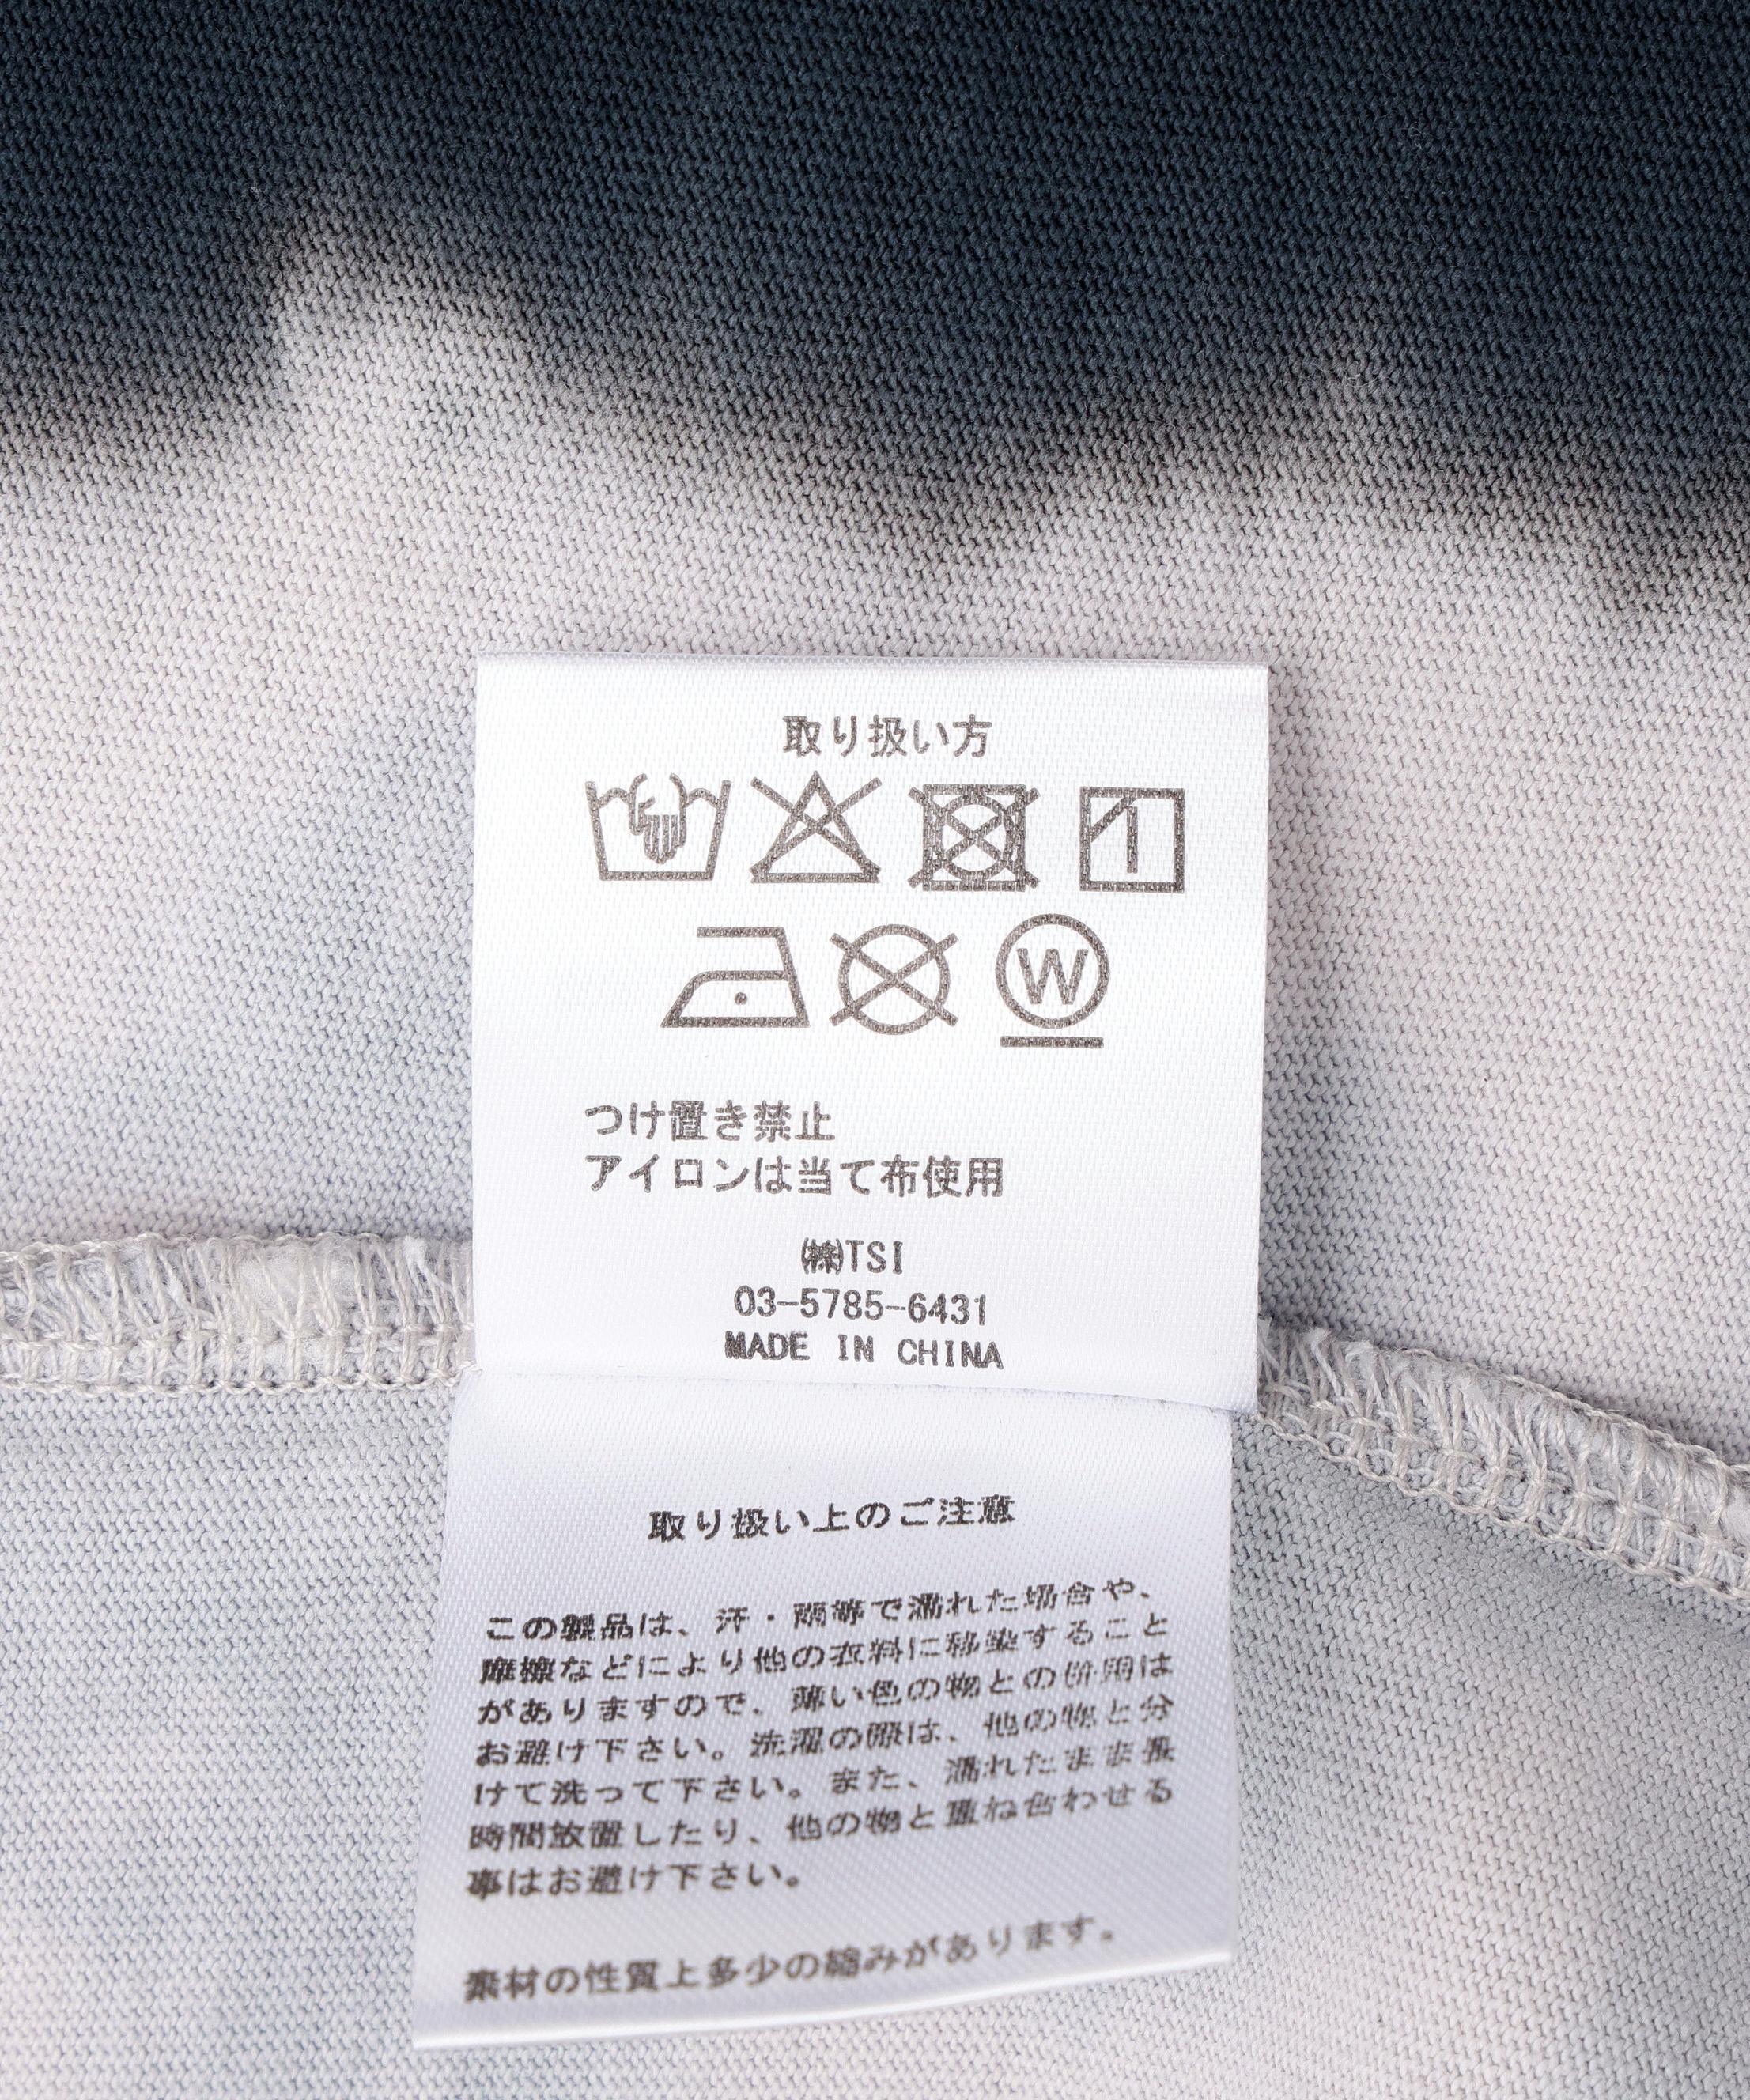 取り扱い方
W
つけ置き禁止
アイロンは当て布使用
㈱TSI
03-5785-6431
MADE IN CHINA
取り扱い上のご注意
この製品は、汗・雨等で濡れた場合や、
摩擦などにより他の衣料に移染すること
がありますので、薄い色の物との併用は
お避け下さい。洗濯の際は、他の物と分
けて洗って下さい。また、濡れたまま長
時間放置したり、他の物と重ね合わせる
事はお避け下さい。
素材の性質上多少の縮みがあります。